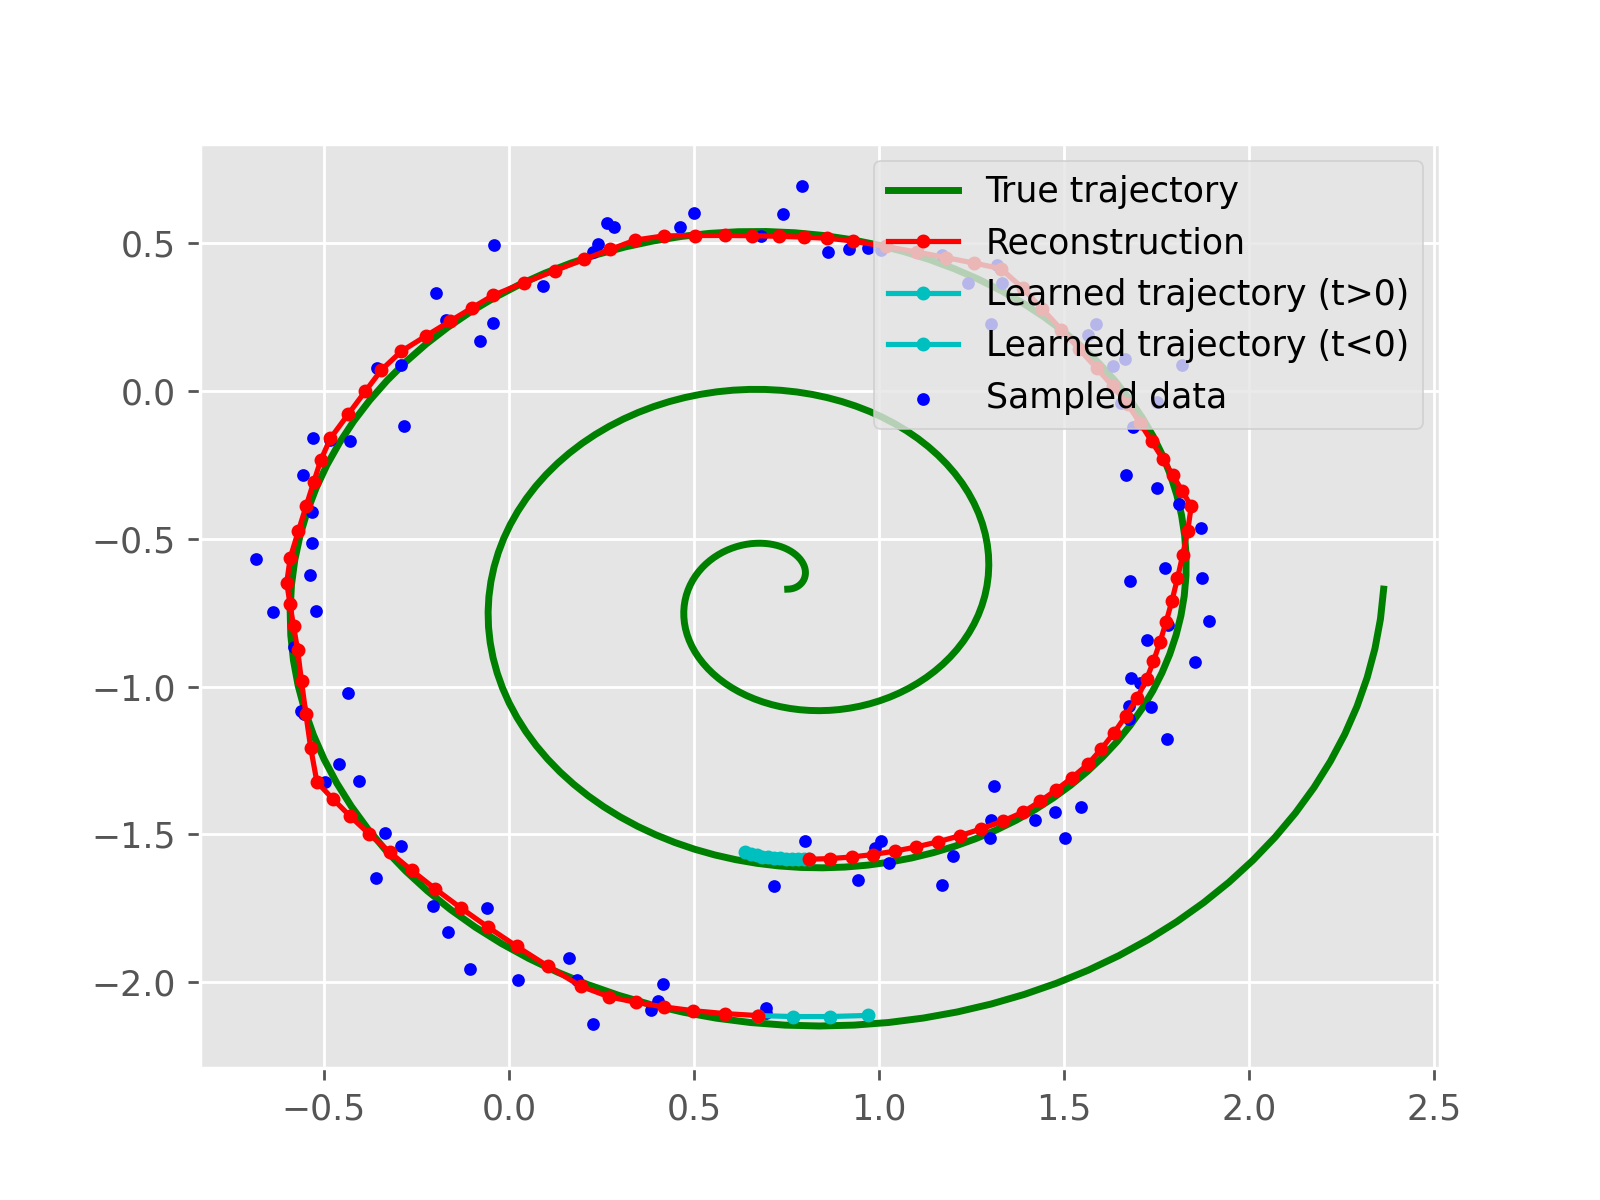 True trajectory
Reconstruction
Learned trajectory (t>0)
Learned trajectory (t<0)
Sampled data
0.5
0.0
−0.5
−1.0
−1.5
−2.0
−0.5 0.0 0.5 1.0 1.5 2.0 2.5